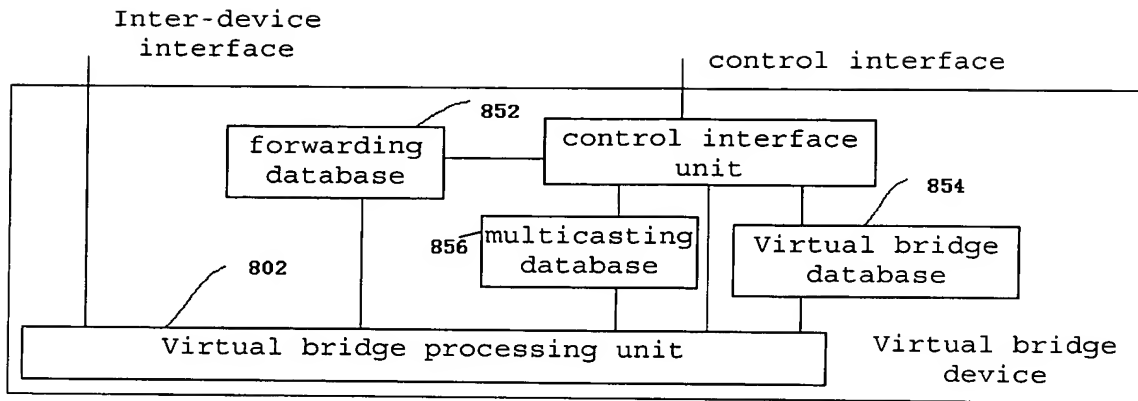 Inter-device
interface
control interface
852
forwarding
database
control interface
unit
854
856
multicasting
database
Virtual bridge
database
802
Virtual bridge processing unit
Virtual bridge
device